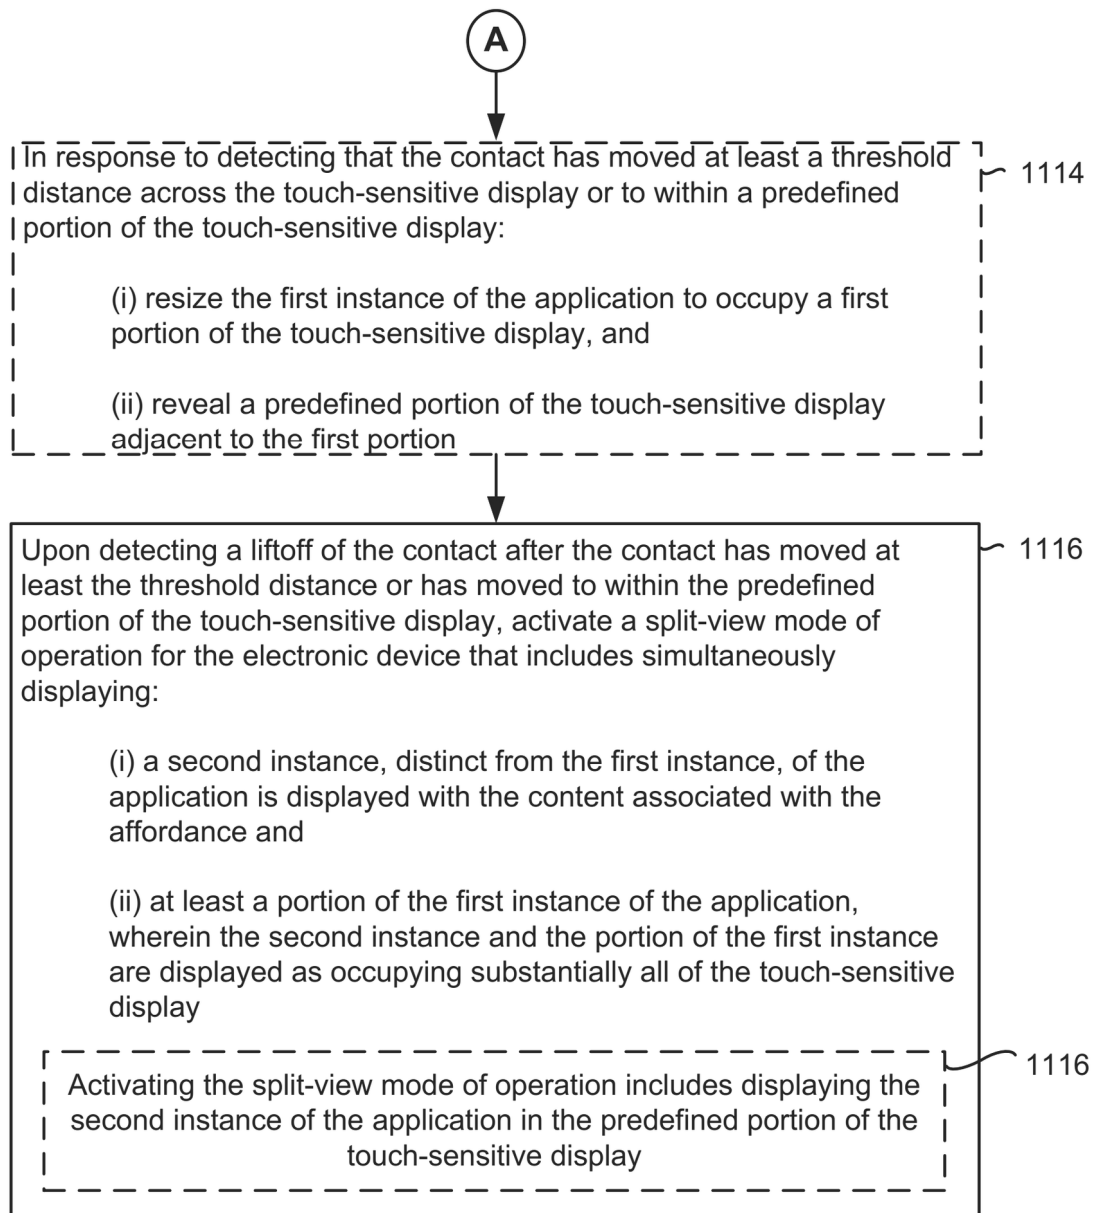 A
In response to detecting that the contact has moved at least a threshold
distance across the touch-sensitive display or to within a predefined
portion of the touch-sensitive display:
1114
(i) resize the first instance of the application to occupy a first
portion of the touch-sensitive display, and
(ii) reveal a predefined portion of the touch-sensitive display
adjacent to the first portion
Upon detecting a liftoff of the contact after the contact has moved at
least the threshold distance or has moved to within the predefined
portion of the touch-sensitive display, activate a split-view mode of
operation for the electronic device that includes simultaneously
displaying:
1116
(i) a second instance, distinct from the first instance, of the
application is displayed with the content associated with the
affordance and
(ii) at least a portion of the first instance of the application,
wherein the second instance and the portion of the first instance
are displayed as occupying substantially all of the touch-sensitive
display
1116
Activating the split-view mode of operation includes displaying the
second instance of the application in the predefined portion of the
touch-sensitive display